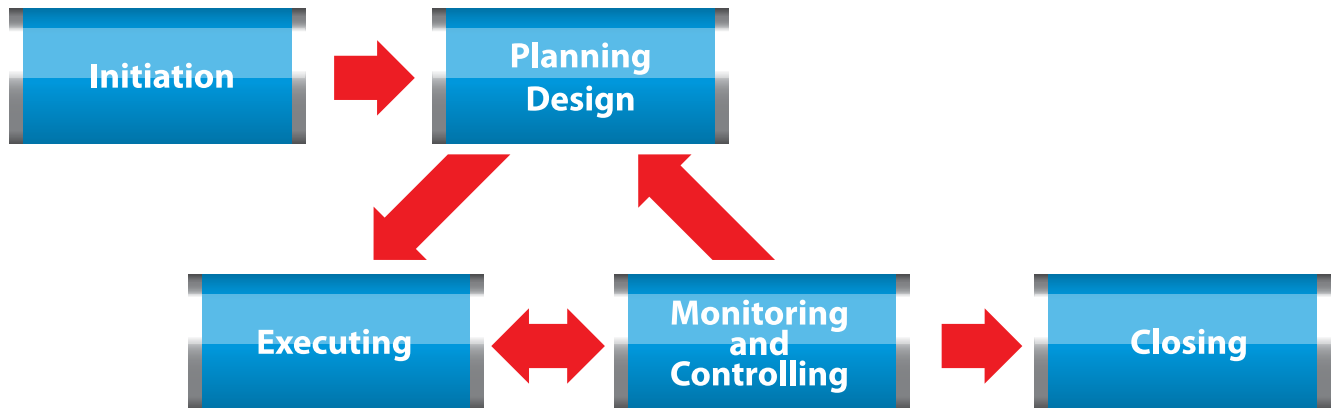 Initiation
Planning
Design
Executing
Monitoring
and
Controlling
Closing